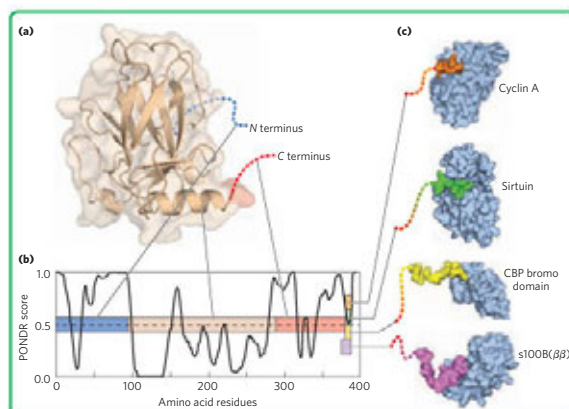 (a)
(c)
Cyclin A
N terminus
C terminus
Sirtuin
(b)
1.0
CBP bromo
domain
PONDR score
0.5
s100B(ββ)
0.0
0
100
200
300
400
Amino acid residues